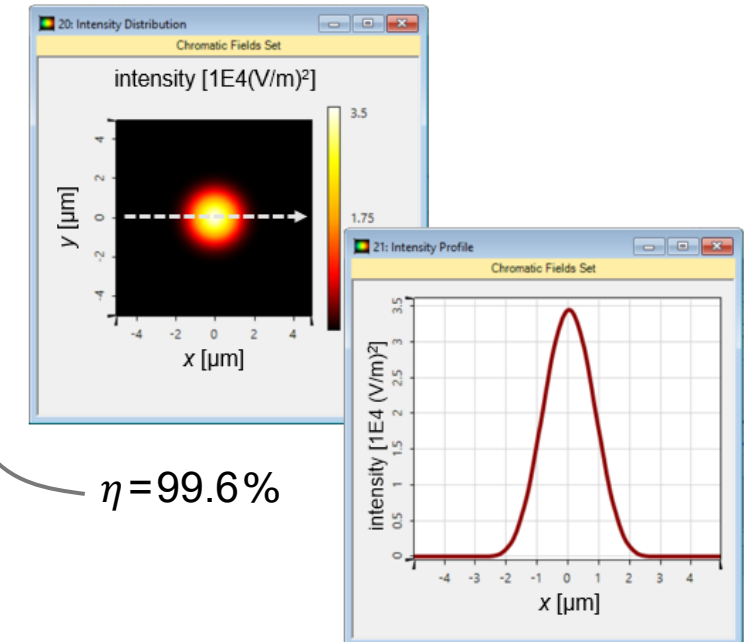 20: Intensity Distribution
Chromatic Fields Set
intensity [1E4(V/m)²]
3.5
1.75
y [µm]
4
2
0
-2
-4
-4 -2 0 2 4
x [µm]
21: Intensity Profile
Chromatic Fields Set
intensity [1E4 (V/m)²]
3.5
3
2.5
2
1.5
1
0.5
0
-4 -3 -2 -1 0 1 2 3 4
x [µm]
η=99.6%